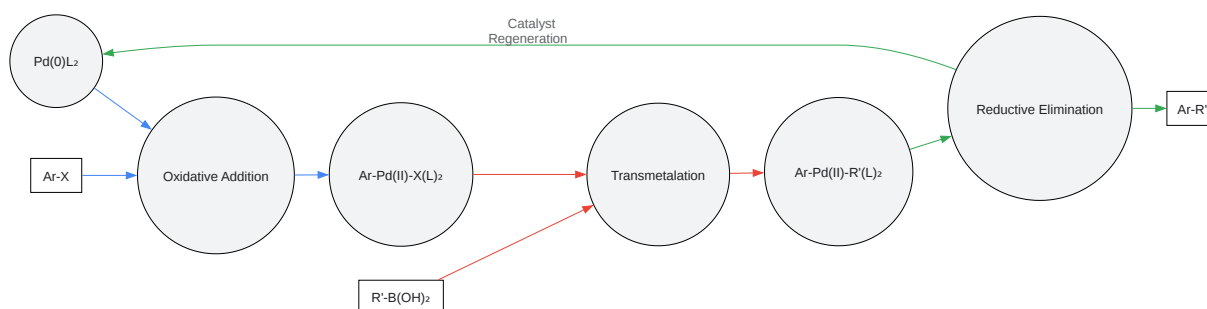 Catalyst
Regeneration
Pd(0)L₂
Ar-X
Oxidative Addition
Ar-Pd(II)-X(L)₂
R'-B(OH)₂
Transmetalation
Ar-Pd(II)-R'(L)₂
Reductive Elimination
Ar-R'